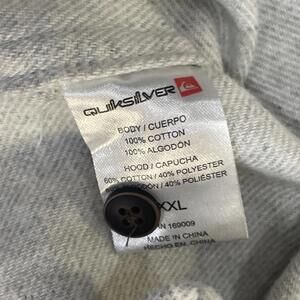 QUIKSILVER
BODY / CUERPO
100% COTTON
100% ALGODÓN
HOOD / CAPUCHA
60% COTTON / 40% POLYESTER
ALGODÓN / 40% POLIÉSTER
XXL
169009
MADE IN CHINA
HECHO EN CHINA